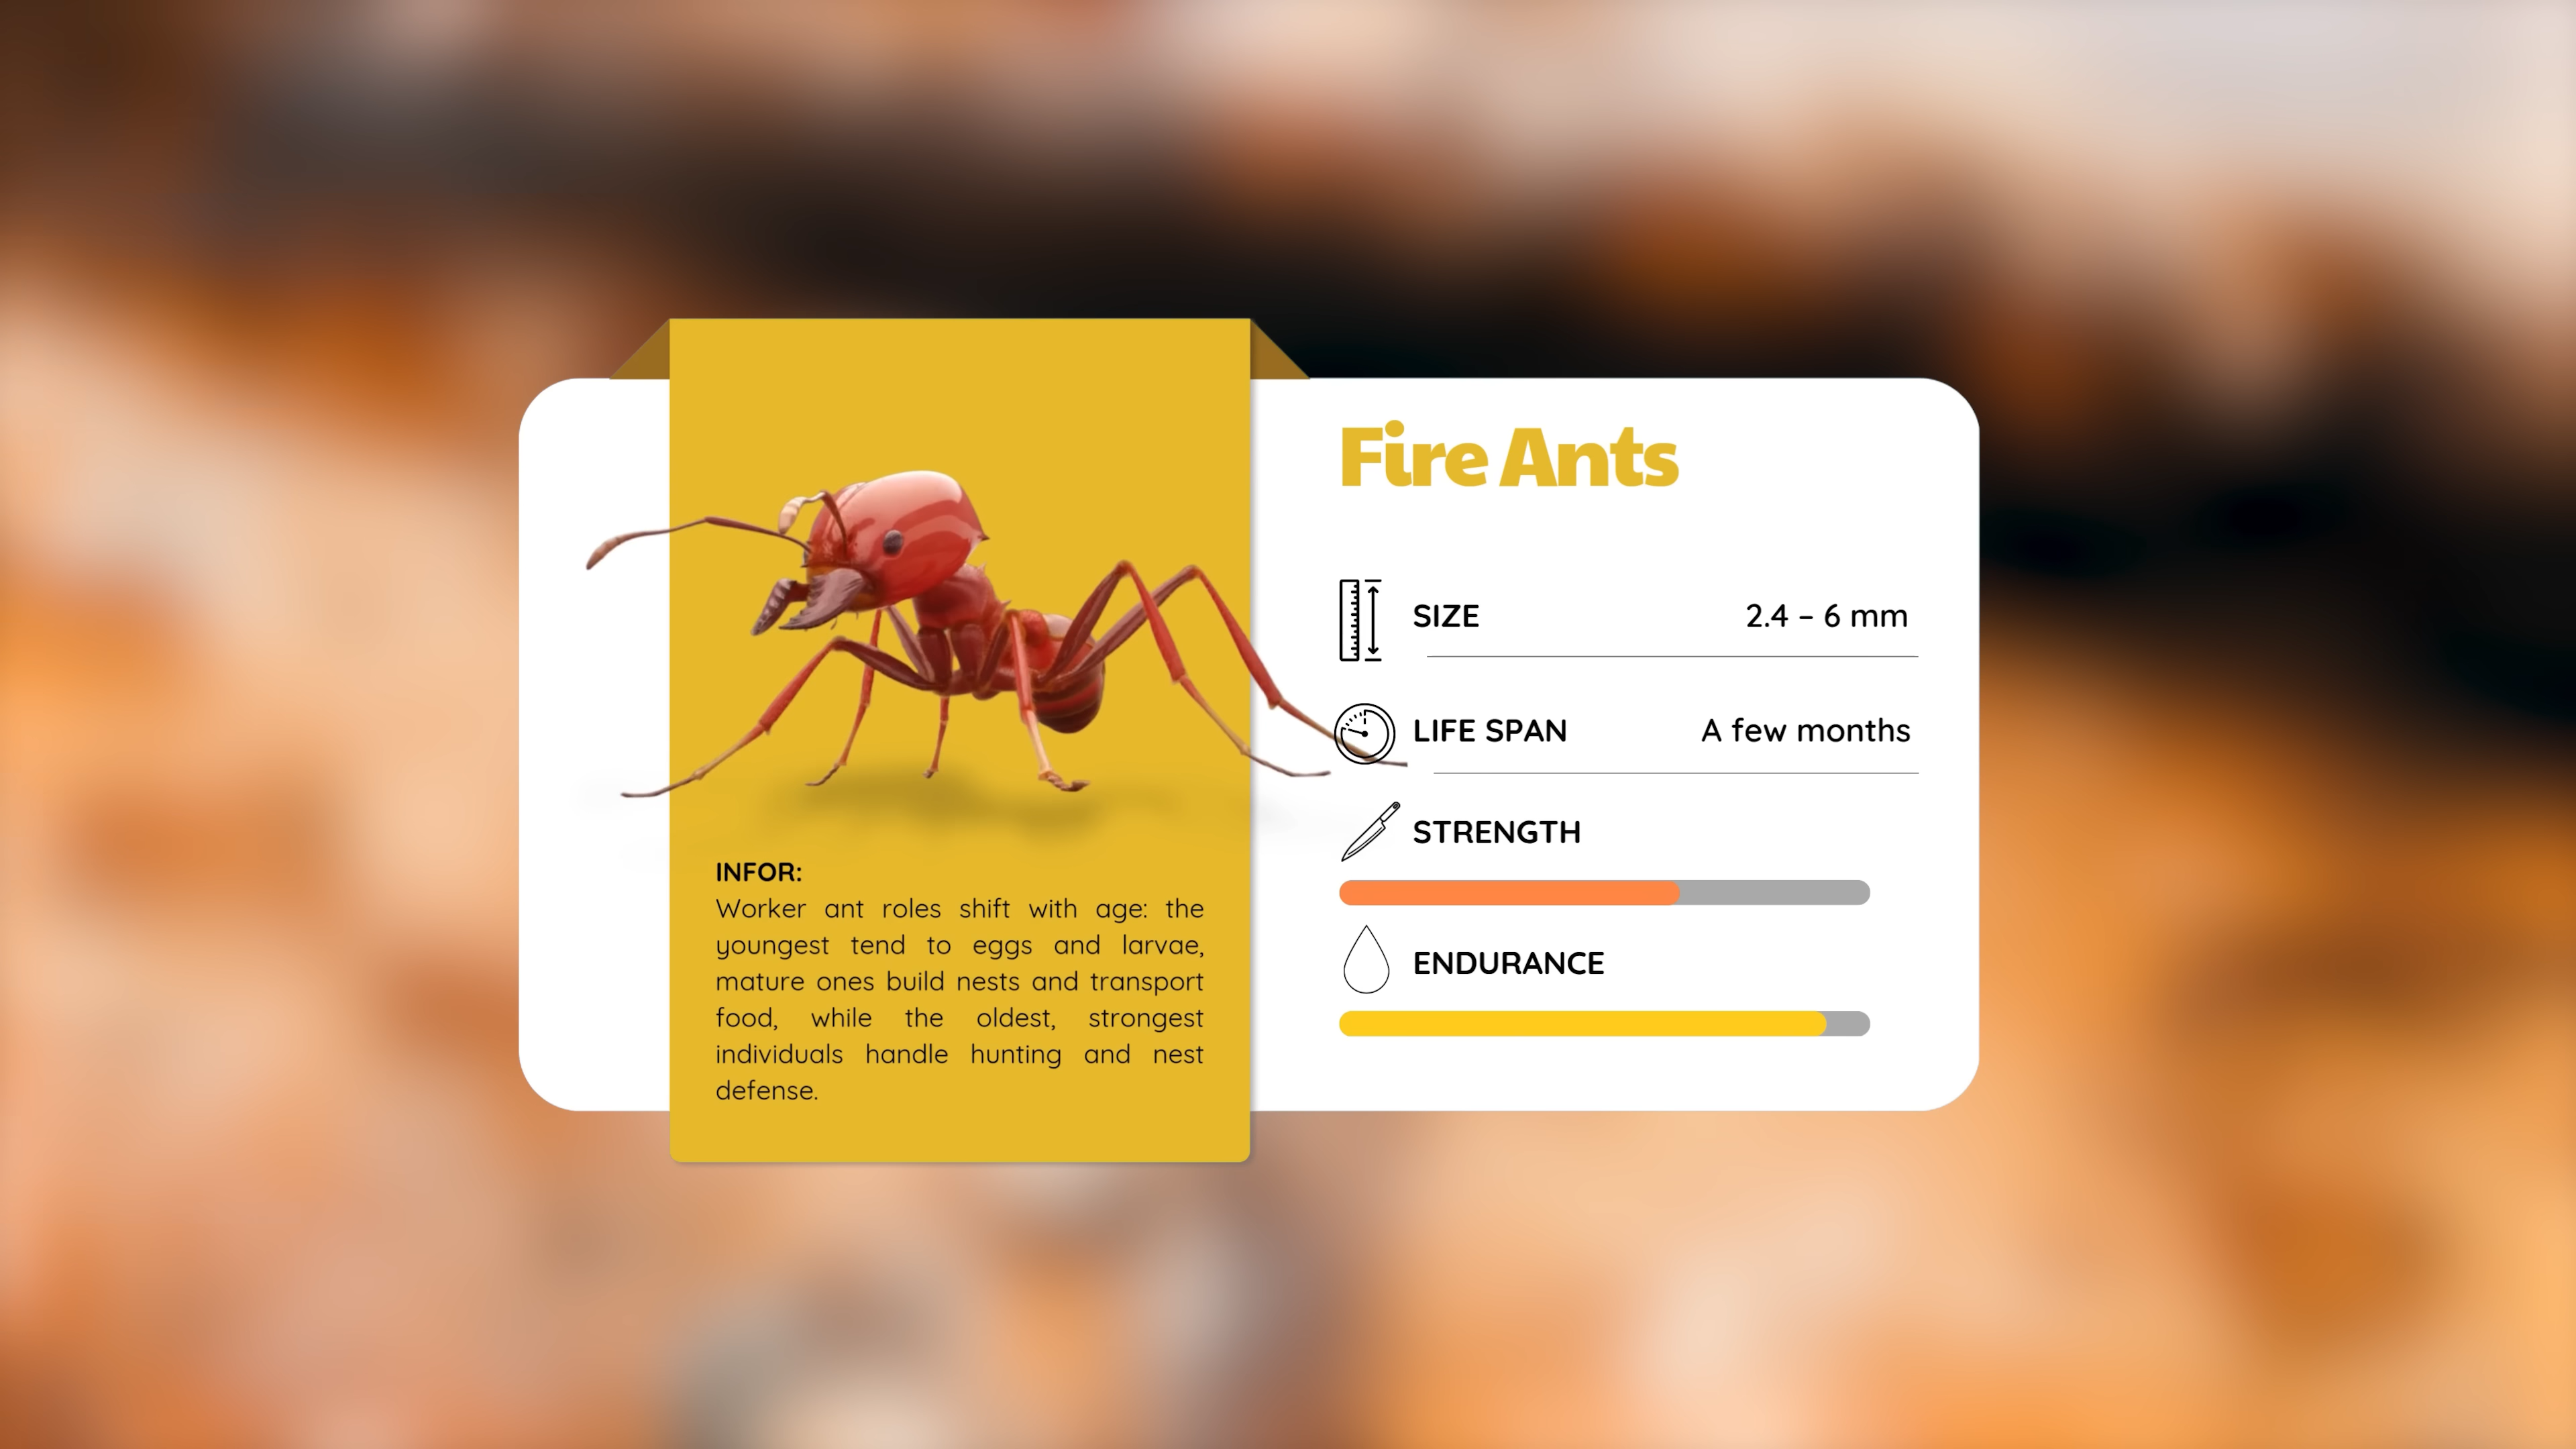 Fire Ants
SIZE 2.4 – 6 mm
LIFE SPAN A few months
STRENGTH
ENDURANCE
INFOR:
Worker ant roles shift with age: the
youngest tend to eggs and larvae,
mature ones build nests and transport
food, while the oldest, strongest
individuals handle hunting and nest
defense.